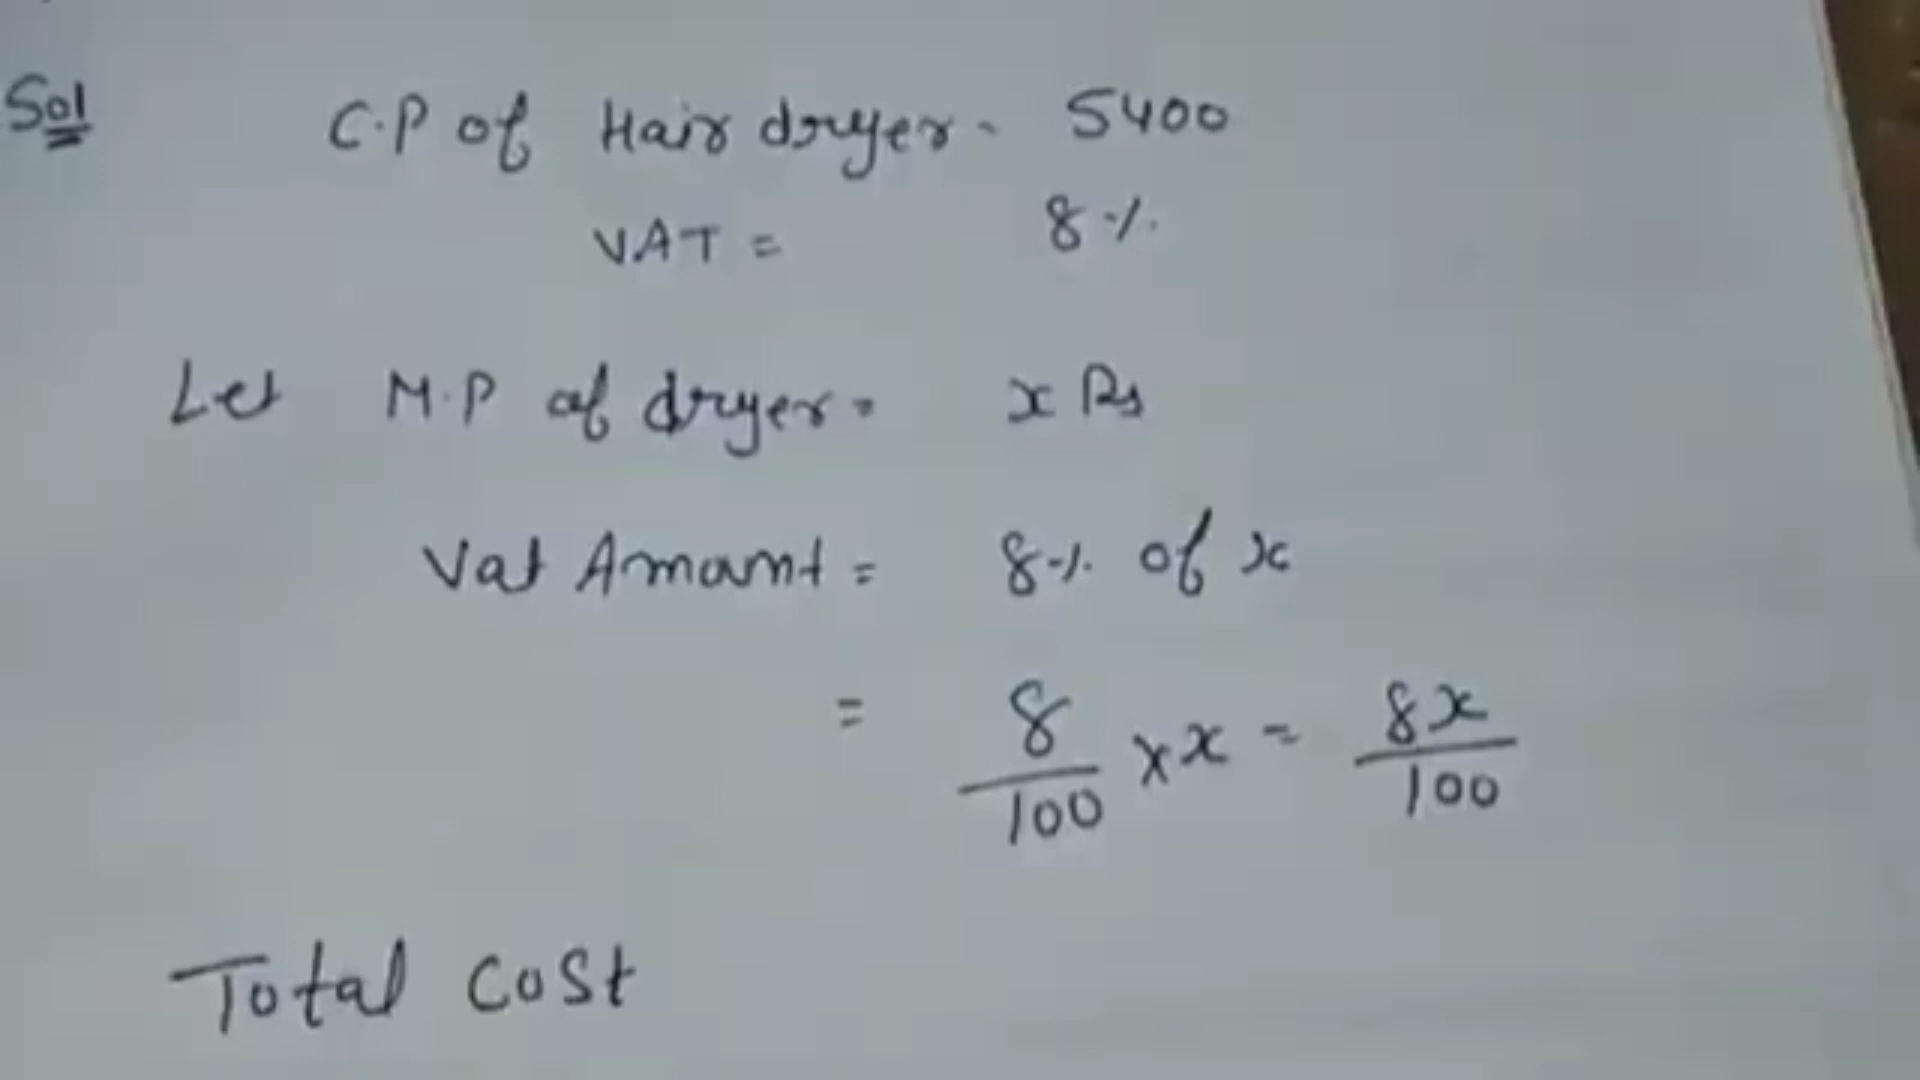 Sol C.P of Hair dryer = 5400
VAT = 8%
Let M.P of dryer = x Rs
Vat Amount = 8% of x
= 8/100 × x = 8x/100
Total Cost